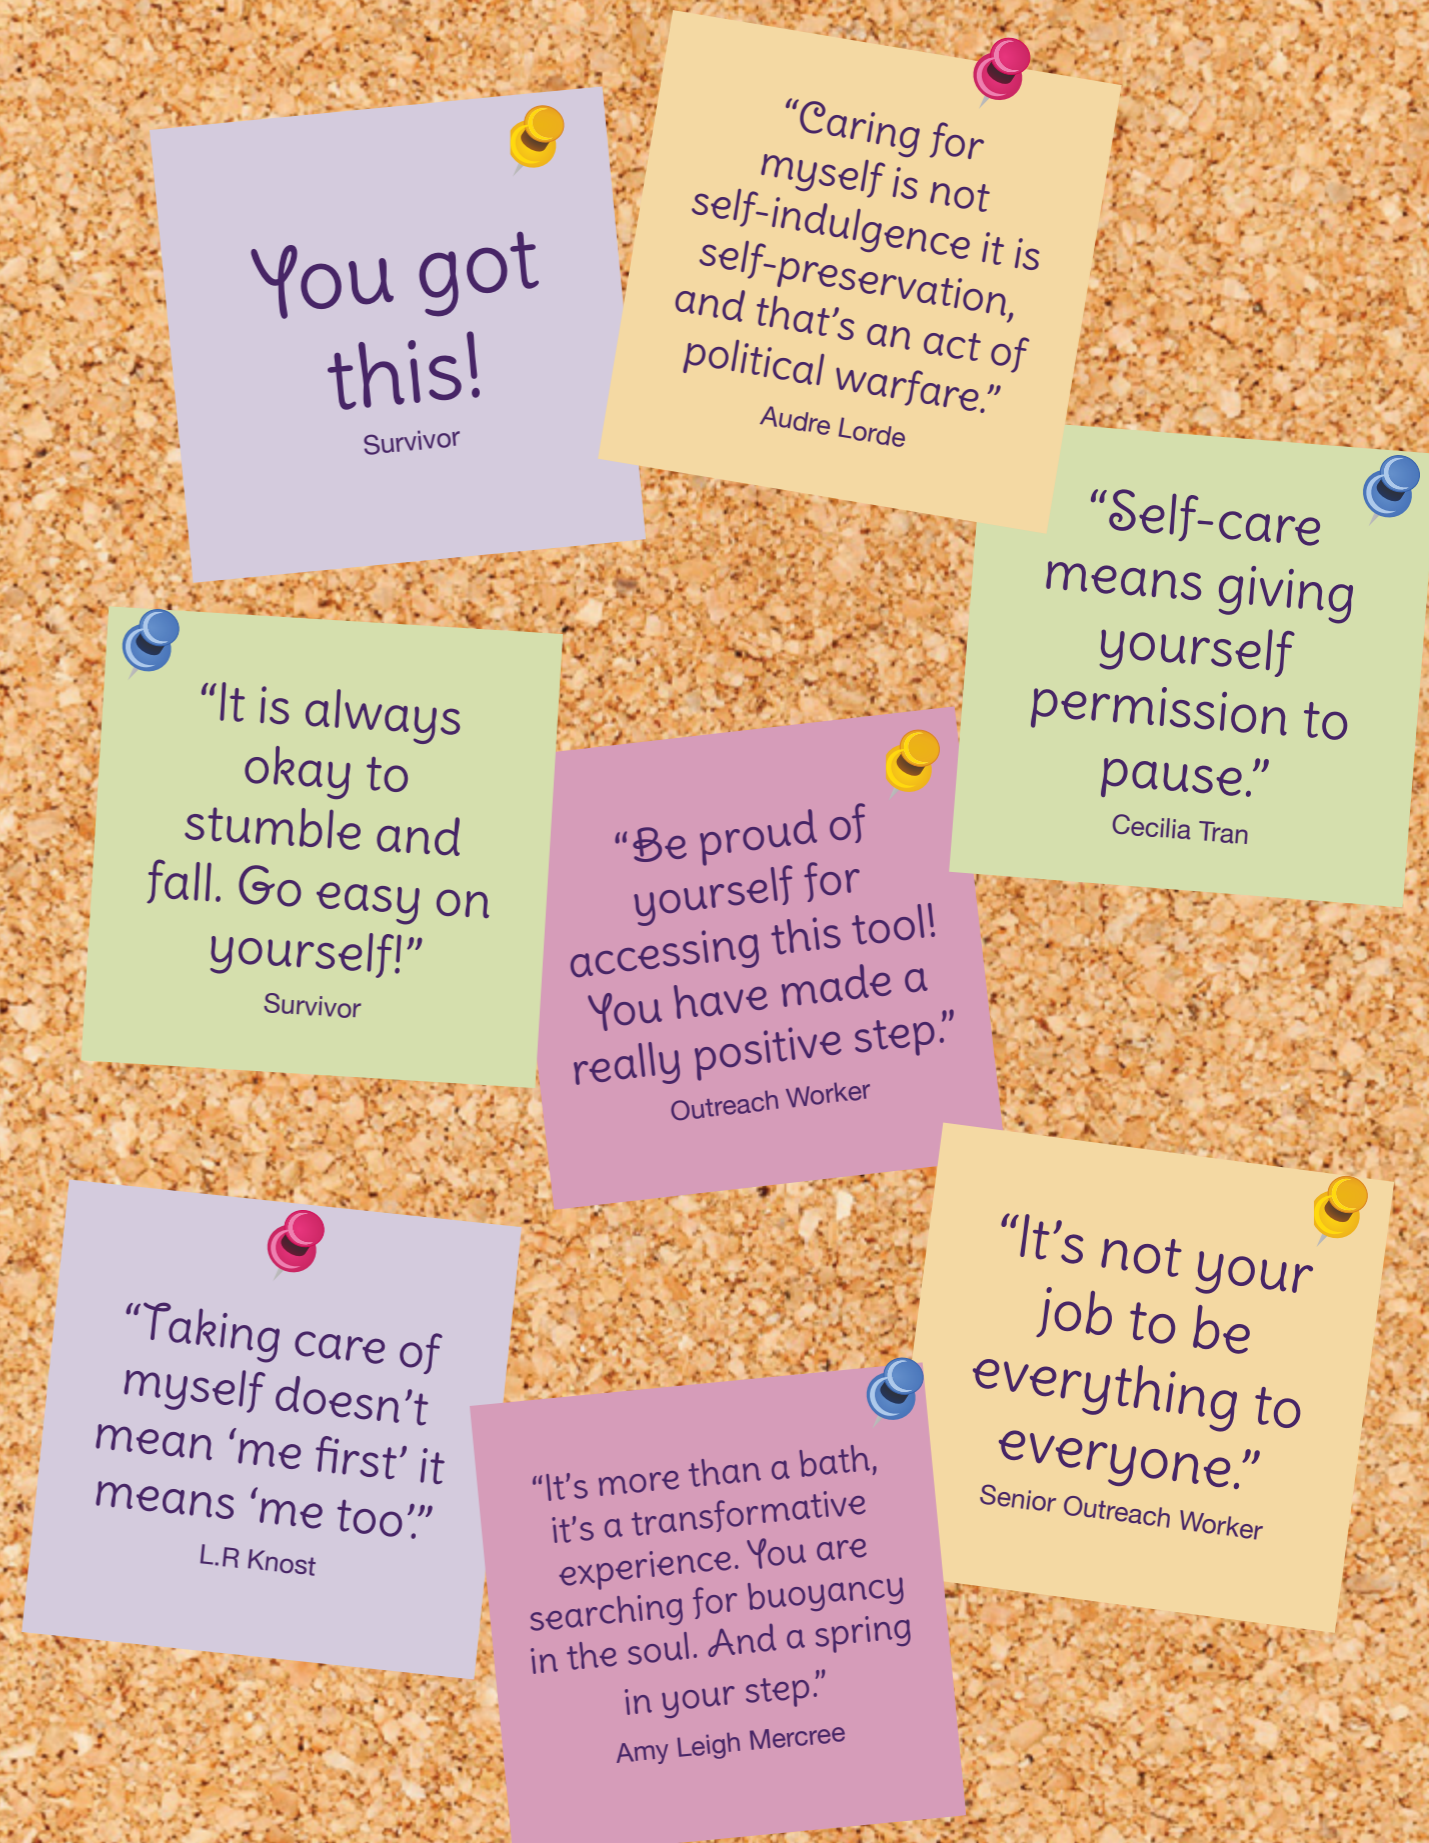 You got
this!
Survivor
“Caring for
myself is not
self-indulgence it is
self-preservation,
and that’s an act of
political warfare.”
Audre Lorde
“Self-care
means giving
yourself
permission to
pause.”
Cecilia Tran
“It is always
okay to
stumble and
fall. Go easy on
yourself!”
Survivor
“Be proud of
yourself for
accessing this tool!
You have made a
really positive step.”
Outreach Worker
“It’s not your
job to be
everything to
everyone.”
Senior Outreach Worker
“Taking care of
myself doesn’t
mean ‘me first’ it
means ‘me too’.”
L.R Knost
“It’s more than a bath,
it’s a transformative
experience. You are
searching for buoyancy
in the soul. And a spring
in your step.”
Amy Leigh Mercree